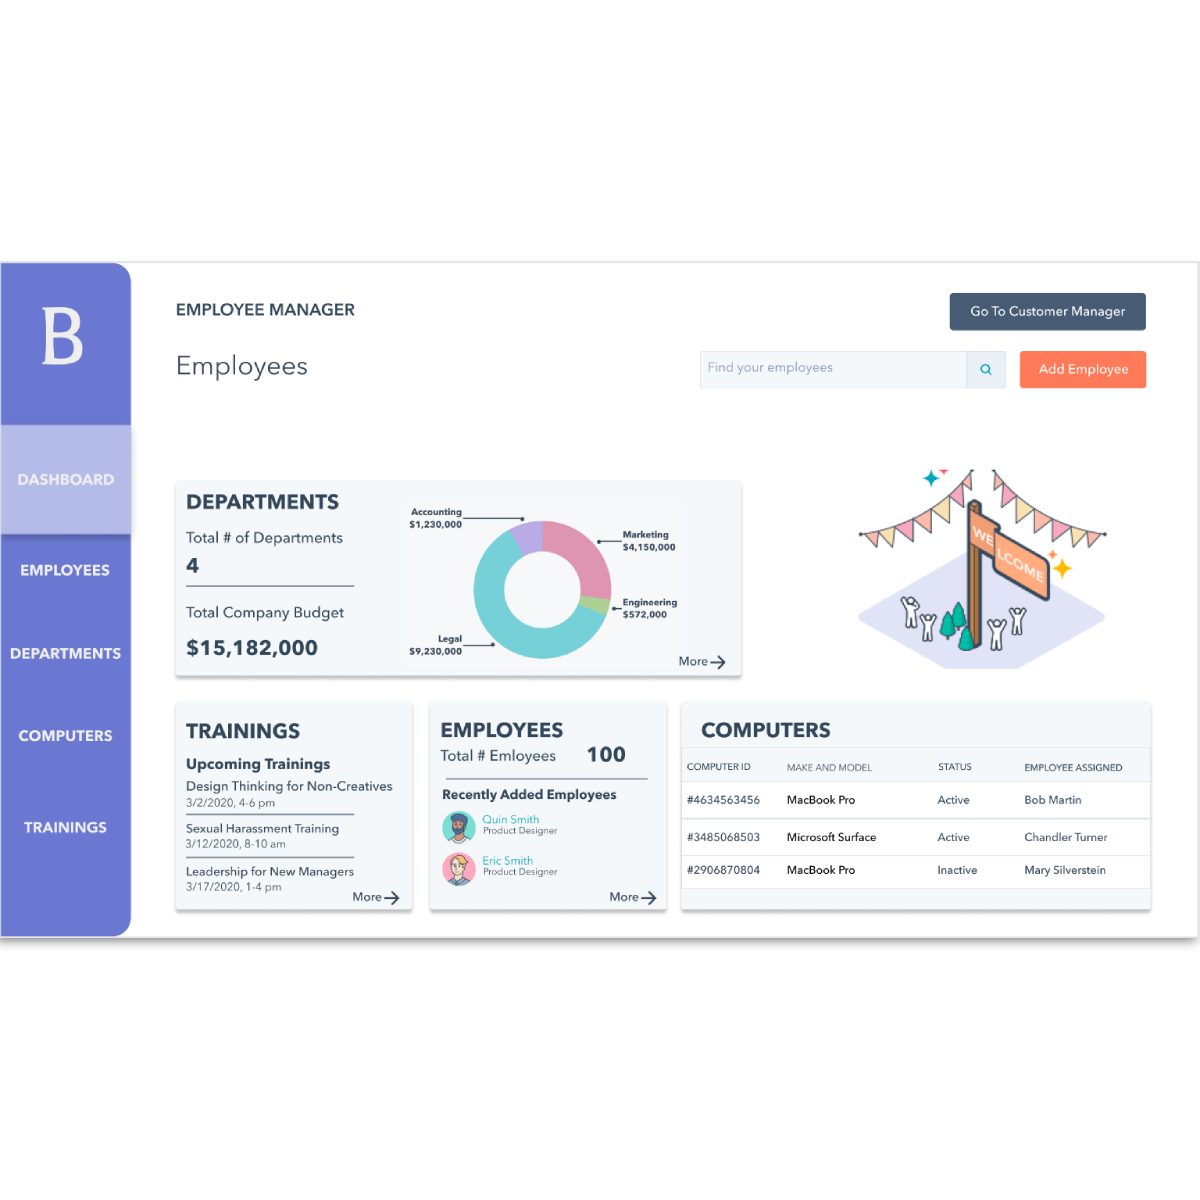 B
DASHBOARD
EMPLOYEES
DEPARTMENTS
COMPUTERS
TRAININGS
EMPLOYEE MANAGER
Go To Customer Manager
Employees
Find your employees
Add Employee
DEPARTMENTS
Total # of Departments
4
Total Company Budget
$15,182,000
Accounting
$1,230,000
Marketing
$4,150,000
Engineering
$572,000
Legal
$9,230,000
More
WELCOME
TRAININGS
Upcoming Trainings
Design Thinking for Non-Creatives
3/2/2020, 4-6 pm
Sexual Harassment Training
3/12/2020, 8-10 am
Leadership for New Managers
3/17/2020, 1-4 pm
More
EMPLOYEES
Total # Emloyees 100
Recently Added Employees
Quin Smith
Product Designer
Eric Smith
Product Designer
More
COMPUTERS
COMPUTER ID MAKE AND MODEL STATUS EMPLOYEE ASSIGNED
#4634563456 MacBook Pro Active Bob Martin
#3485068503 Microsoft Surface Active Chandler Turner
#2906870804 MacBook Pro Inactive Mary Silverstein